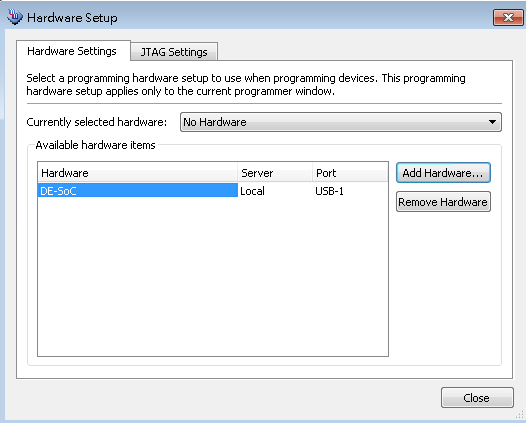 Hardware Setup
Hardware Settings JTAG Settings
Select a programming hardware setup to use when programming devices. This programming
hardware setup applies only to the current programmer window.
Currently selected hardware: No Hardware
Available hardware items
Hardware Server Port
DE-SoC Local USB-1
Add Hardware...
Remove Hardware
Close